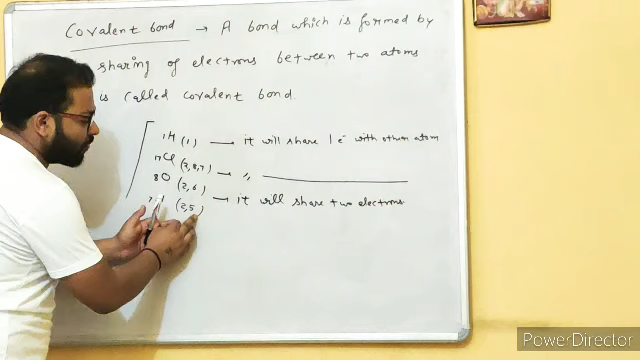 Covalent bond → A bond which is formed by
sharing of electrons between two atoms
is called covalent bond.
1H (1) — it will share 1 e⁻ with other atom
17Cl (2,8,7) → 〃 —
8O (2,6)
→ it will share two electrons
(2,5)
PowerDirector